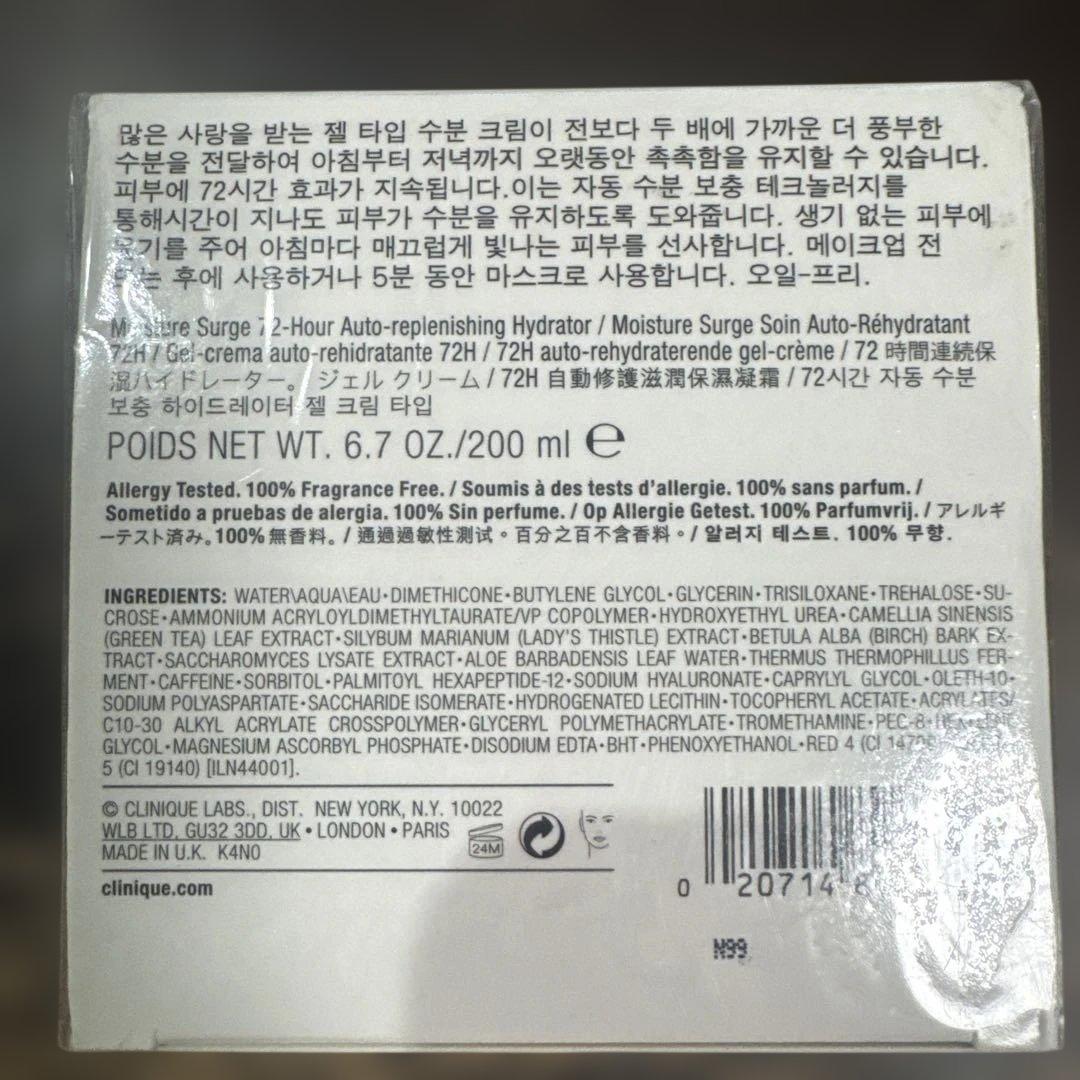 많은 사랑을 받는 젤 타입 수분 크림이 전보다 두 배에 가까운 더 풍부한
수분을 전달하여 아침부터 저녁까지 오랫동안 촉촉함을 유지할 수 있습니다.
피부에 72시간 효과가 지속됩니다.이는 자동 수분 보충 테크놀러지를
통해시간이 지나도 피부가 수분을 유지하도록 도와줍니다. 생기 없는 피부에
주어 아침마다 매끄럽게 빛나는 피부를 선사합니다. 메이크업 전
후에 사용하거나 5분 동안 마스크로 사용합니다. 오일-프리.
Moisture Surge 72-Hour Auto-replenishing Hydrator / Moisture Surge Soin Auto-Réhydratant
72H / Gel-crema auto-rehidratante 72H / 72H auto-rehydraterende gel-crème / 72 時間連続保
湿ハイドレーター。 ジェル クリーム / 72H 自動修護滋潤保濕凝霜 / 72시간 자동 수분
보충 하이드레이터 젤 크림 타입
POIDS NET WT. 6.7 OZ./200 ml ℮
Allergy Tested. 100% Fragrance Free. / Soumis à des tests d'allergie. 100% sans parfum. /
Sometido a pruebas de alergia. 100% Sin perfume. / Op Allergie Getest. 100% Parfumvrij. / アレルギ
ーテスト済み。100% 無香料。 / 通過過敏性測試。百分之百不含香料。 / 알러지 테스트. 100% 무향.
INGREDIENTS: WATER\AQUA\EAU•DIMETHICONE•BUTYLENE GLYCOL•GLYCERIN•TRISILOXANE•TREHALOSE•SU-
CROSE•AMMONIUM ACRYLOYLDIMETHYLTAURATE/VP COPOLYMER•HYDROXYETHYL UREA•CAMELLIA SINENSIS
(GREEN TEA) LEAF EXTRACT•SILYBUM MARIANUM (LADY'S THISTLE) EXTRACT•BETULA ALBA (BIRCH) BARK EX-
TRACT•SACCHAROMYCES LYSATE EXTRACT•ALOE BARBADENSIS LEAF WATER•THERMUS THERMOPHILLUS FER-
MENT•CAFFEINE•SORBITOL•PALMITOYL HEXAPEPTIDE-12•SODIUM HYALURONATE•CAPRYLYL GLYCOL•OLETH-10•
SODIUM POLYASPARTATE•SACCHARIDE ISOMERATE•HYDROGENATED LECITHIN•TOCOPHERYL ACETATE•ACRYLATES/
C10-30 ALKYL ACRYLATE CROSSPOLYMER•GLYCERYL POLYMETHACRYLATE•TROMETHAMINE•PEG-8•HEXYLENE
GLYCOL•MAGNESIUM ASCORBYL PHOSPHATE•DISODIUM EDTA•BHT•PHENOXYETHANOL•RED 4 (CI
5 (CI 19140) [ILN44001].
© CLINIQUE LABS., DIST. NEW YORK, N.Y. 10022
WLB LTD. GU32 3DD. UK • LONDON • PARIS
MADE IN U.K. K4N0
24M
clinique.com
0 20714
N99